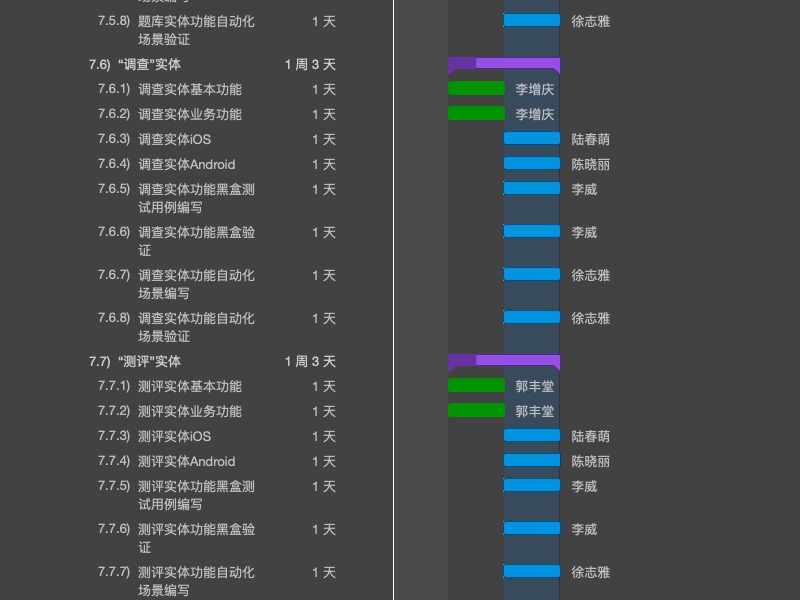 7.5.8) 题库实体功能自动化 1 天 徐志雅
场景验证
7.6) “调查”实体 1 周 3 天
7.6.1) 调查实体基本功能 1 天 李增庆
7.6.2) 调查实体业务功能 1 天 李增庆
7.6.3) 调查实体iOS 1 天 陆春萌
7.6.4) 调查实体Android 1 天 陈晓丽
7.6.5) 调查实体功能黑盒测 1 天 李威
试用例编写
7.6.6) 调查实体功能黑盒验 1 天 李威
证
7.6.7) 调查实体功能自动化 1 天 徐志雅
场景编写
7.6.8) 调查实体功能自动化 1 天 徐志雅
场景验证
7.7) “测评”实体 1 周 3 天
7.7.1) 测评实体基本功能 1 天 郭丰堂
7.7.2) 测评实体业务功能 1 天 郭丰堂
7.7.3) 测评实体iOS 1 天 陆春萌
7.7.4) 测评实体Android 1 天 陈晓丽
7.7.5) 测评实体功能黑盒测 1 天 李威
试用例编写
7.7.6) 测评实体功能黑盒验 1 天 李威
证
7.7.7) 测评实体功能自动化 1 天 徐志雅
场景编写